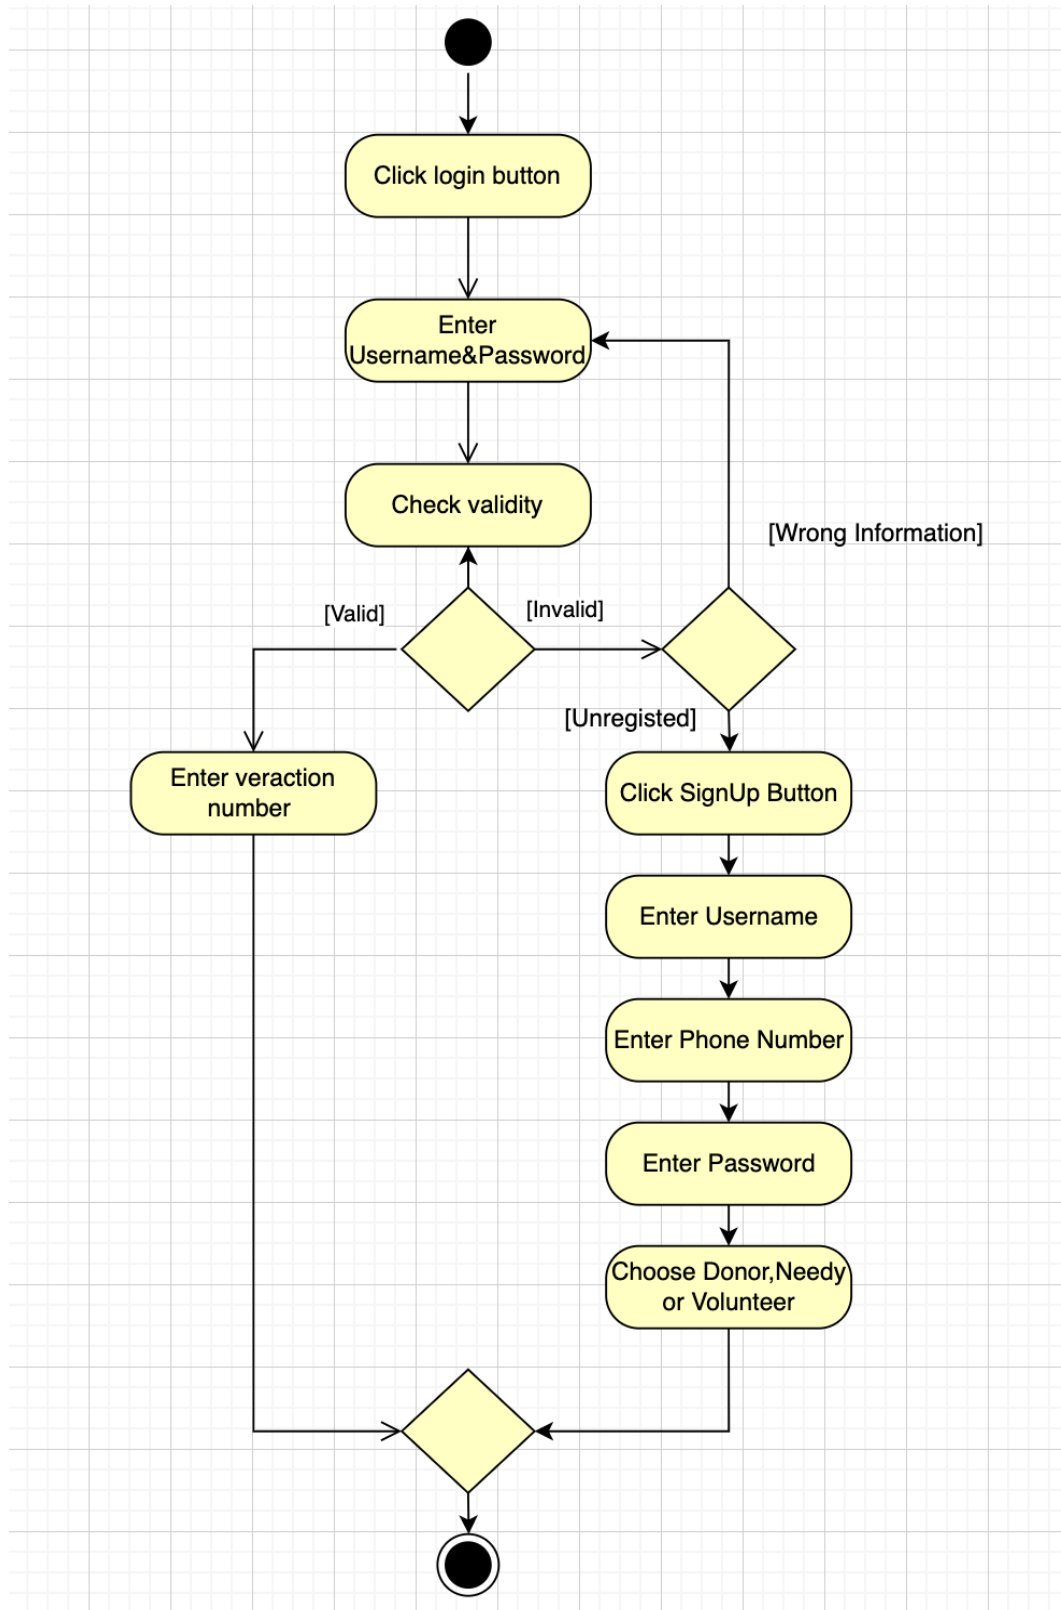 Click login button
Enter
Username&Password
Check validity
[Wrong Information]
[Valid]
[Invalid]
[Unregisted]
Enter veraction
number
Click SignUp Button
Enter Username
Enter Phone Number
Enter Password
Choose Donor,Needy
or Volunteer